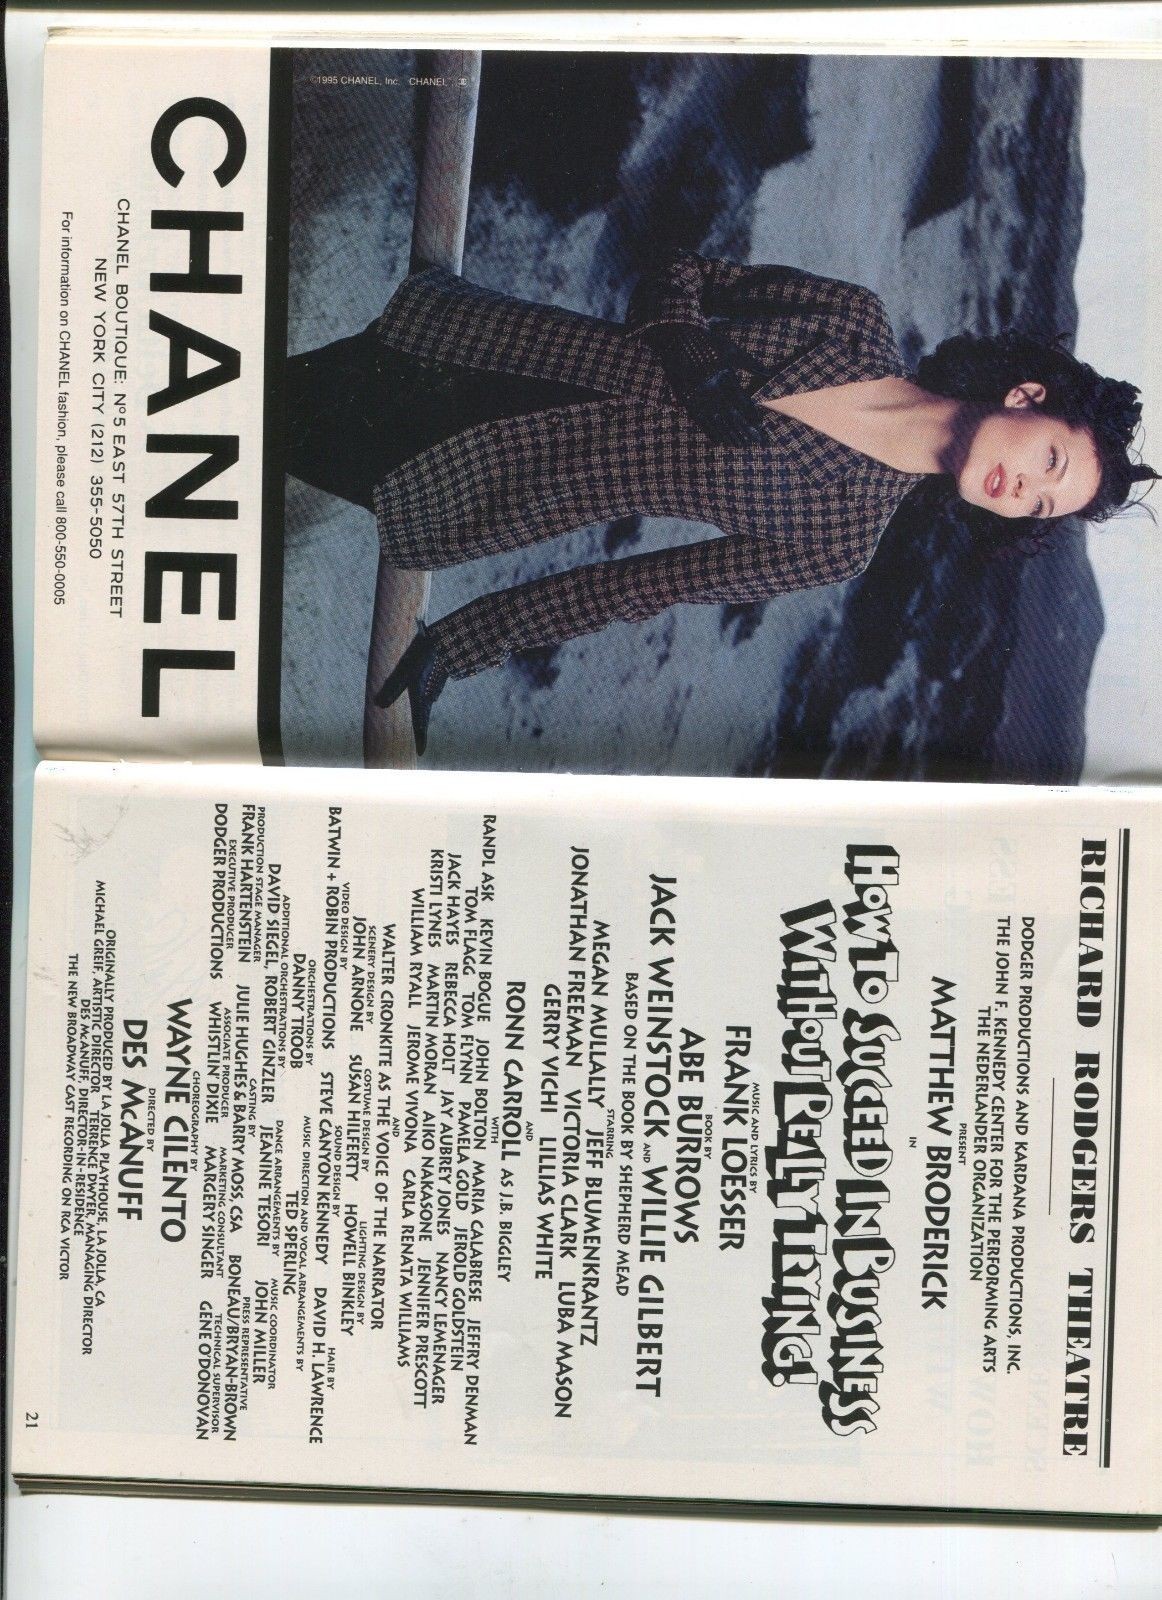 ©1995 CHANEL, Inc. CHANEL®
CHANEL
CHANEL BOUTIQUE: Nº5 EAST 57TH STREET
NEW YORK CITY (212) 355-5050
For information on CHANEL fashion, please call 800-550-0005
RICHARD RODGERS THEATRE
DODGER PRODUCTIONS AND KARDANA PRODUCTIONS, INC.
THE JOHN F. KENNEDY CENTER FOR THE PERFORMING ARTS
THE NEDERLANDER ORGANIZATION
PRESENT
MATTHEW BRODERICK
IN
HOW TO SUCCEED IN BUSINESS
WITHOUT REALLY TRYING!
MUSIC AND LYRICS BY
FRANK LOESSER
BOOK BY
ABE BURROWS
JACK WEINSTOCK AND WILLIE GILBERT
BASED ON THE BOOK BY SHEPHERD MEAD
STARRING
MEGAN MULLALLY JEFF BLUMENKRANTZ
JONATHAN FREEMAN VICTORIA CLARK LUBA MASON
GERRY VICHI LILLIAS WHITE
AND
RONN CARROLL AS J.B. BIGGLEY
WITH
RANDL ASK KEVIN BOGUE JOHN BOLTON MARIA CALABRESE JEFFRY DENMAN
TOM FLAGG TOM FLYNN PAMELA GOLD JEROLD GOLDSTEIN
JACK HAYES REBECCA HOLT JAY AUBREY JONES NANCY LEMENAGER
KRISTI LYNES MARTIN MORAN AIKO NAKASONE JENNIFER PRESCOTT
WILLIAM RYALL JEROME VIVONA CARLA RENATA WILLIAMS
AND
WALTER CRONKITE AS THE VOICE OF THE NARRATOR
SCENERY DESIGN BY COSTUME DESIGN BY LIGHTING DESIGN BY
JOHN ARNONE SUSAN HILFERTY HOWELL BINKLEY
VIDEO DESIGN BY SOUND DESIGN BY HAIR BY
BATWIN + ROBIN PRODUCTIONS STEVE CANYON KENNEDY DAVID H. LAWRENCE
ORCHESTRATIONS BY MUSIC DIRECTION AND VOCAL ARRANGEMENTS BY
DANNY TROOB TED SPERLING
ADDITIONAL ORCHESTRATIONS BY DANCE ARRANGEMENTS BY MUSIC COORDINATOR
DAVID SIEGEL, ROBERT GINZLER JEANINE TESORI JOHN MILLER
PRODUCTION STAGE MANAGER CASTING BY PRESS REPRESENTATIVE
FRANK HARTENSTEIN JULIE HUGHES & BARRY MOSS, CSA BONEAU/BRYAN-BROWN
EXECUTIVE PRODUCER ASSOCIATE PRODUCER MARKETING CONSULTANT TECHNICAL SUPERVISOR
DODGER PRODUCTIONS WHISTLIN' DIXIE MARGERY SINGER GENE O'DONOVAN
CHOREOGRAPHY BY
WAYNE CILENTO
DIRECTED BY
DES McANUFF
ORIGINALLY PRODUCED BY LA JOLLA PLAYHOUSE, LA JOLLA, CA
MICHAEL GREIF, ARTISTIC DIRECTOR TERRENCE DWYER, MANAGING DIRECTOR
DES McANUFF, DIRECTOR-IN-RESIDENCE
THE NEW BROADWAY CAST RECORDING ON RCA VICTOR
21